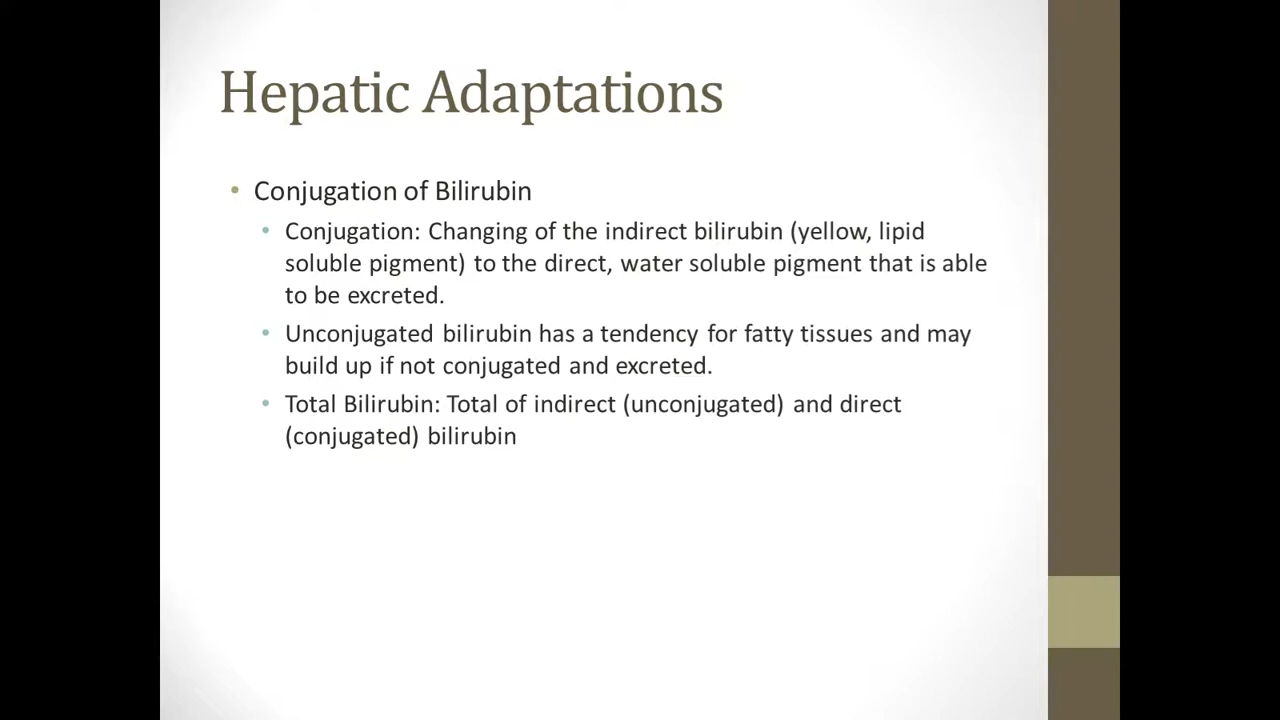 Hepatic Adaptations
• Conjugation of Bilirubin
• Conjugation: Changing of the indirect bilirubin (yellow, lipid
soluble pigment) to the direct, water soluble pigment that is able
to be excreted.
• Unconjugated bilirubin has a tendency for fatty tissues and may
build up if not conjugated and excreted.
• Total Bilirubin: Total of indirect (unconjugated) and direct
(conjugated) bilirubin